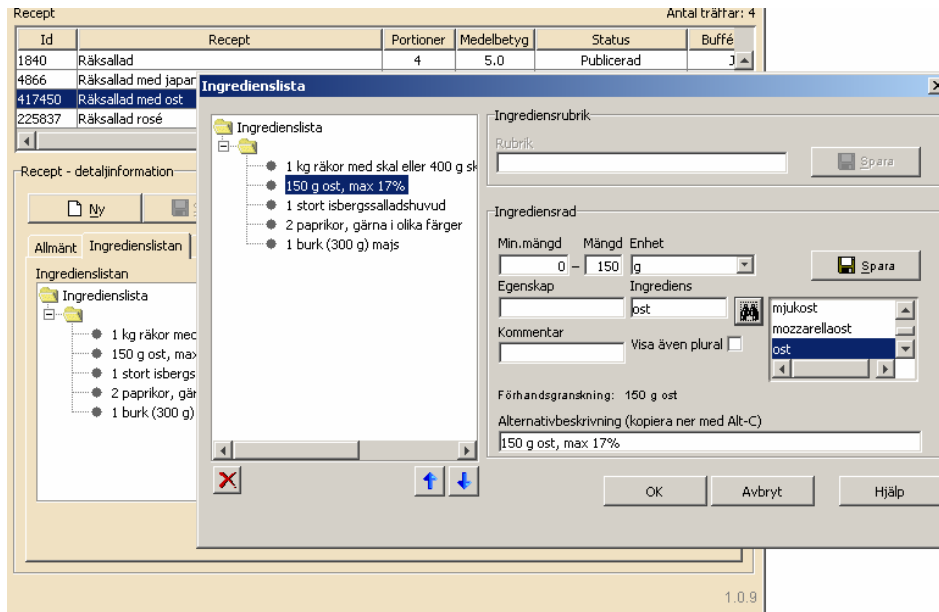 Recept
Antal träffar: 4
Id Recept Portioner Medelbetyg Status Buffé
1840 Räksallad 4 5.0 Publicerad J
4866 Räksallad med japan
417450 Räksallad med ost
225837 Räksallad rosé
Recept - detaljinformation
Ny
Allmänt Ingredienslistan
Ingredienslistan
Ingredienslista
1 kg räkor med
150 g ost, max
1 stort isbergs
2 paprikor, gär
1 burk (300 g)
Ingredienslista
Ingredienslista
1 kg räkor med skal eller 400 g sk
150 g ost, max 17%
1 stort isbergssalladshuvud
2 paprikor, gärna i olika färger
1 burk (300 g) majs
Ingrediensrubrik
Rubrik
Spara
Ingrediensrad
Min.mängd Mängd Enhet
0 – 150 g
Spara
Egenskap Ingrediens
ost
mjukost
mozzarellaost
ost
Kommentar
Visa även plural
Förhandsgranskning: 150 g ost
Alternativbeskrivning (kopiera ner med Alt-C)
150 g ost, max 17%
OK Avbryt Hjälp
1.0.9